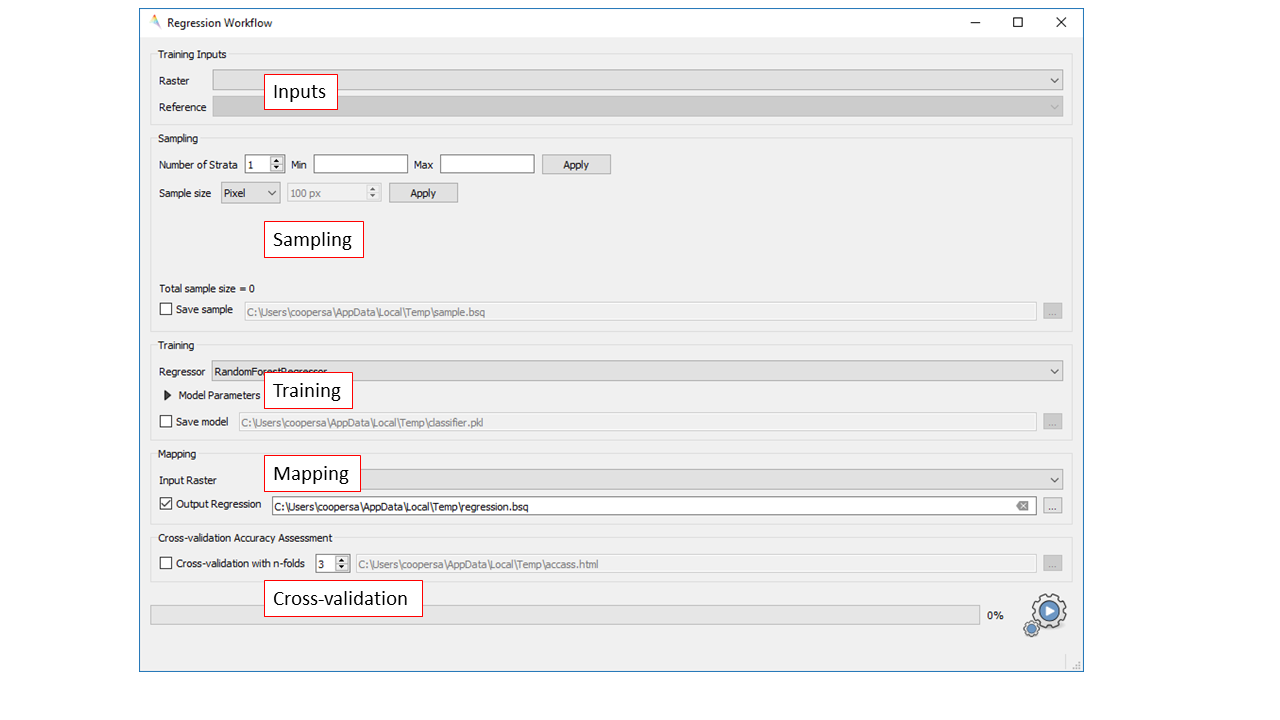 Regression Workflow
Training Inputs
Raster
Inputs
Reference
Sampling
Number of Strata 1 Min Max Apply
Sample size Pixel 100 px Apply
Sampling
Total sample size = 0
Save sample C:\Users\coopersa\AppData\Local\Temp\sample.bsq ...
Training
Regressor RandomForestRegressor
Training
Model Parameters
Save model C:\Users\coopersa\AppData\Local\Temp\classifier.pkl ...
Mapping
Mapping
Input Raster
Output Regression C:\Users\coopersa\AppData\Local\Temp\regression.bsq ...
Cross-validation Accuracy Assessment
Cross-validation with n-folds 3 C:\Users\coopersa\AppData\Local\Temp\accass.html ...
Cross-validation
0%